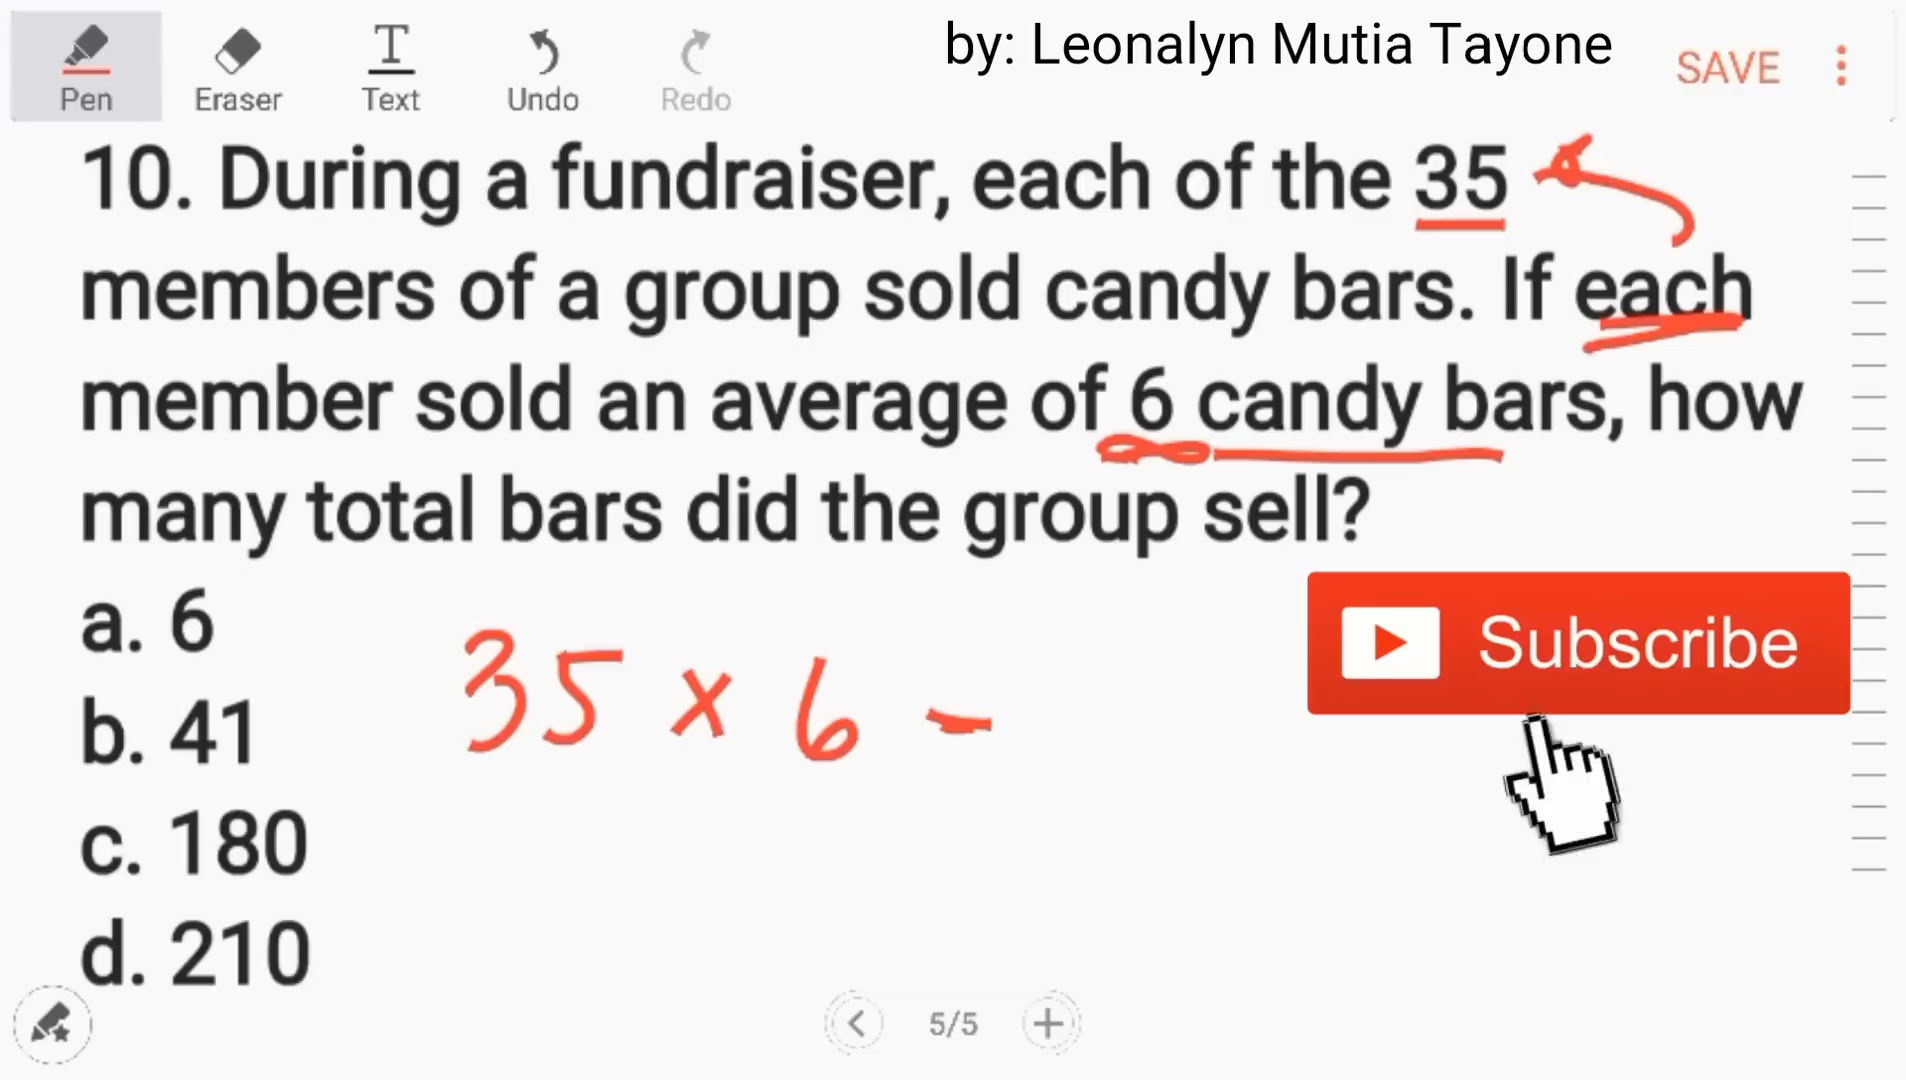 by: Leonalyn Mutia Tayone
SAVE
Pen
Eraser
Text
Undo
Redo
10. During a fundraiser, each of the 35
members of a group sold candy bars. If each
member sold an average of 6 candy bars, how
many total bars did the group sell?
a. 6
b. 41
c. 180
d. 210
35 × 6 -
Subscribe
5/5